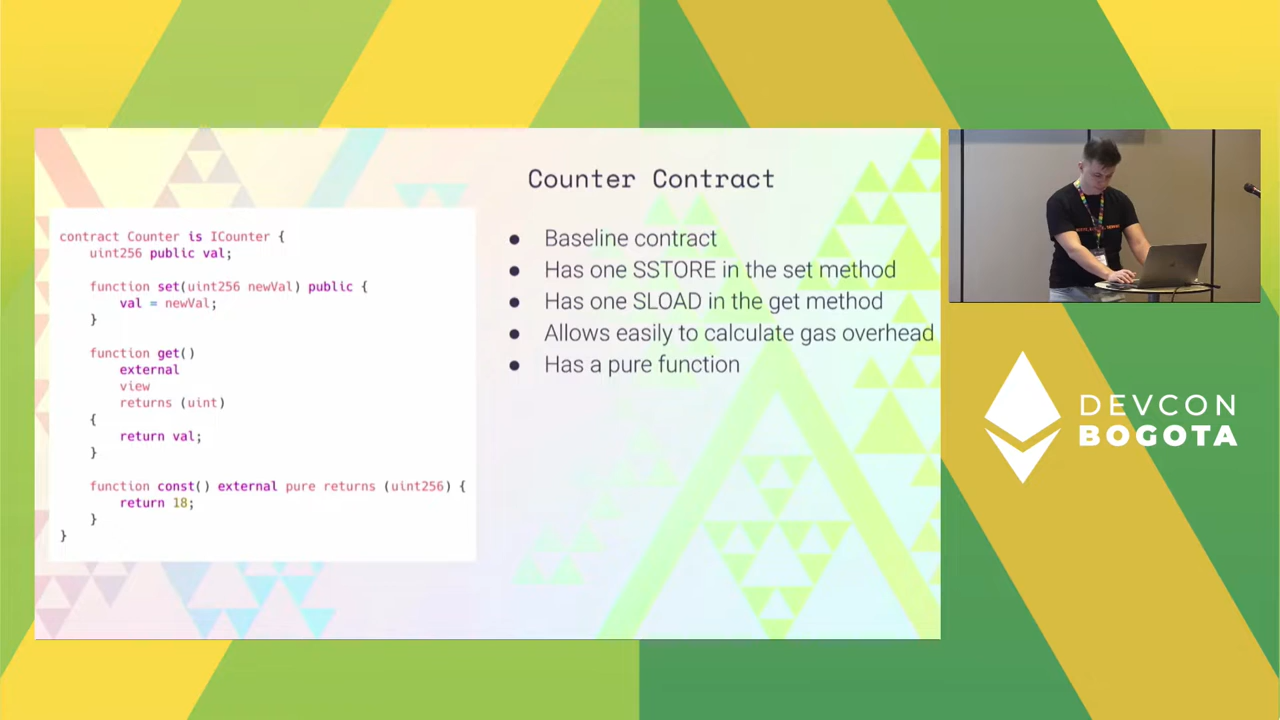 Counter Contract
contract Counter is ICounter {
uint256 public val;
function set(uint256 newVal) public {
val = newVal;
}
function get()
external
view
returns (uint)
{
return val;
}
function const() external pure returns (uint256) {
return 18;
}
}
● Baseline contract
● Has one SSTORE in the set method
● Has one SLOAD in the get method
● Allows easily to calculate gas overhead
● Has a pure function
DEVCON
BOGOTA